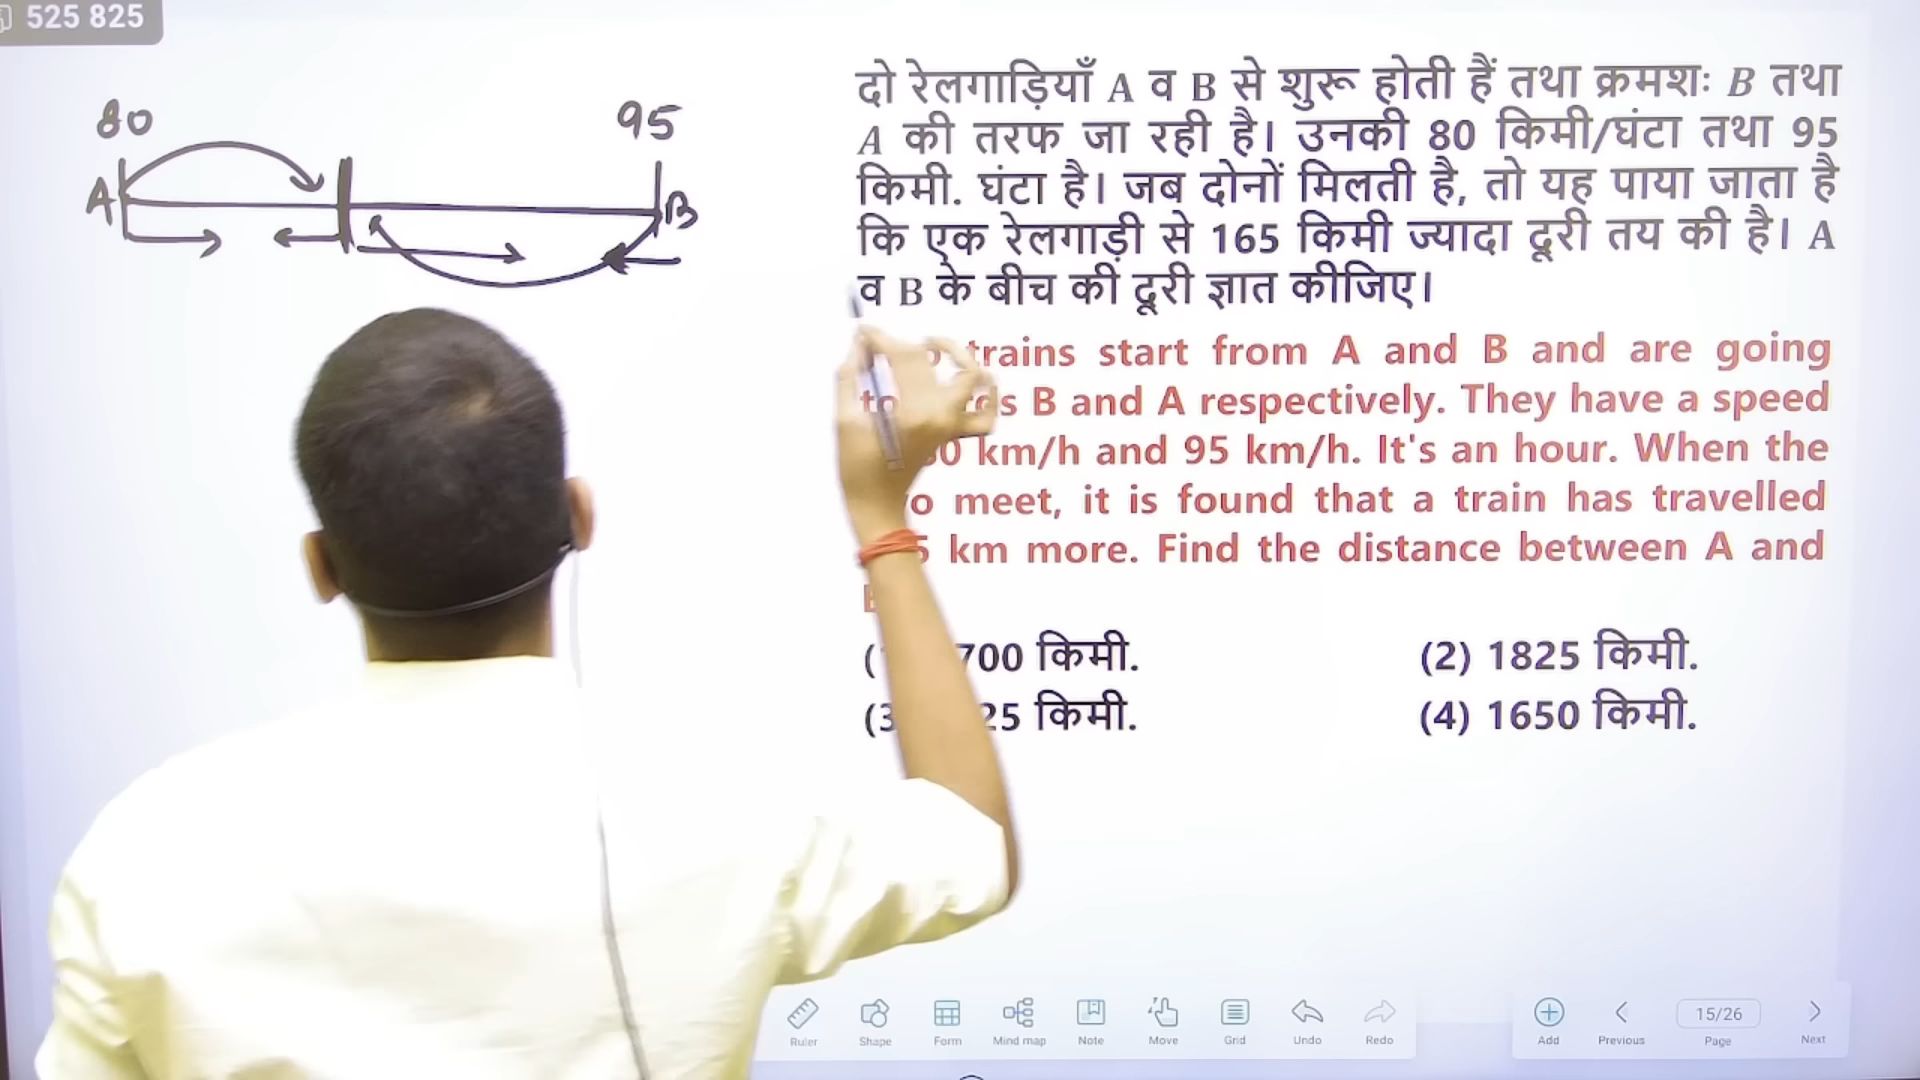 525 825
80
95
A
B
दो रेलगाड़ियाँ A व B से शुरू होती हैं तथा क्रमशः B तथा
A की तरफ जा रही है। उनकी 80 किमी/घंटा तथा 95
किमी. घंटा है। जब दोनों मिलती है, तो यह पाया जाता है
कि एक रेलगाड़ी से 165 किमी ज्यादा दूरी तय की है। A
व B के बीच की दूरी ज्ञात कीजिए।
trains start from A and B and are going
B and A respectively. They have a speed
km/h and 95 km/h. It's an hour. When the
meet, it is found that a train has travelled
km more. Find the distance between A and
700 किमी.
(2) 1825 किमी.
25 किमी.
(4) 1650 किमी.
Ruler Shape Form Mind map Note Move Grid Undo Redo Add Previous 15/26 Page Next